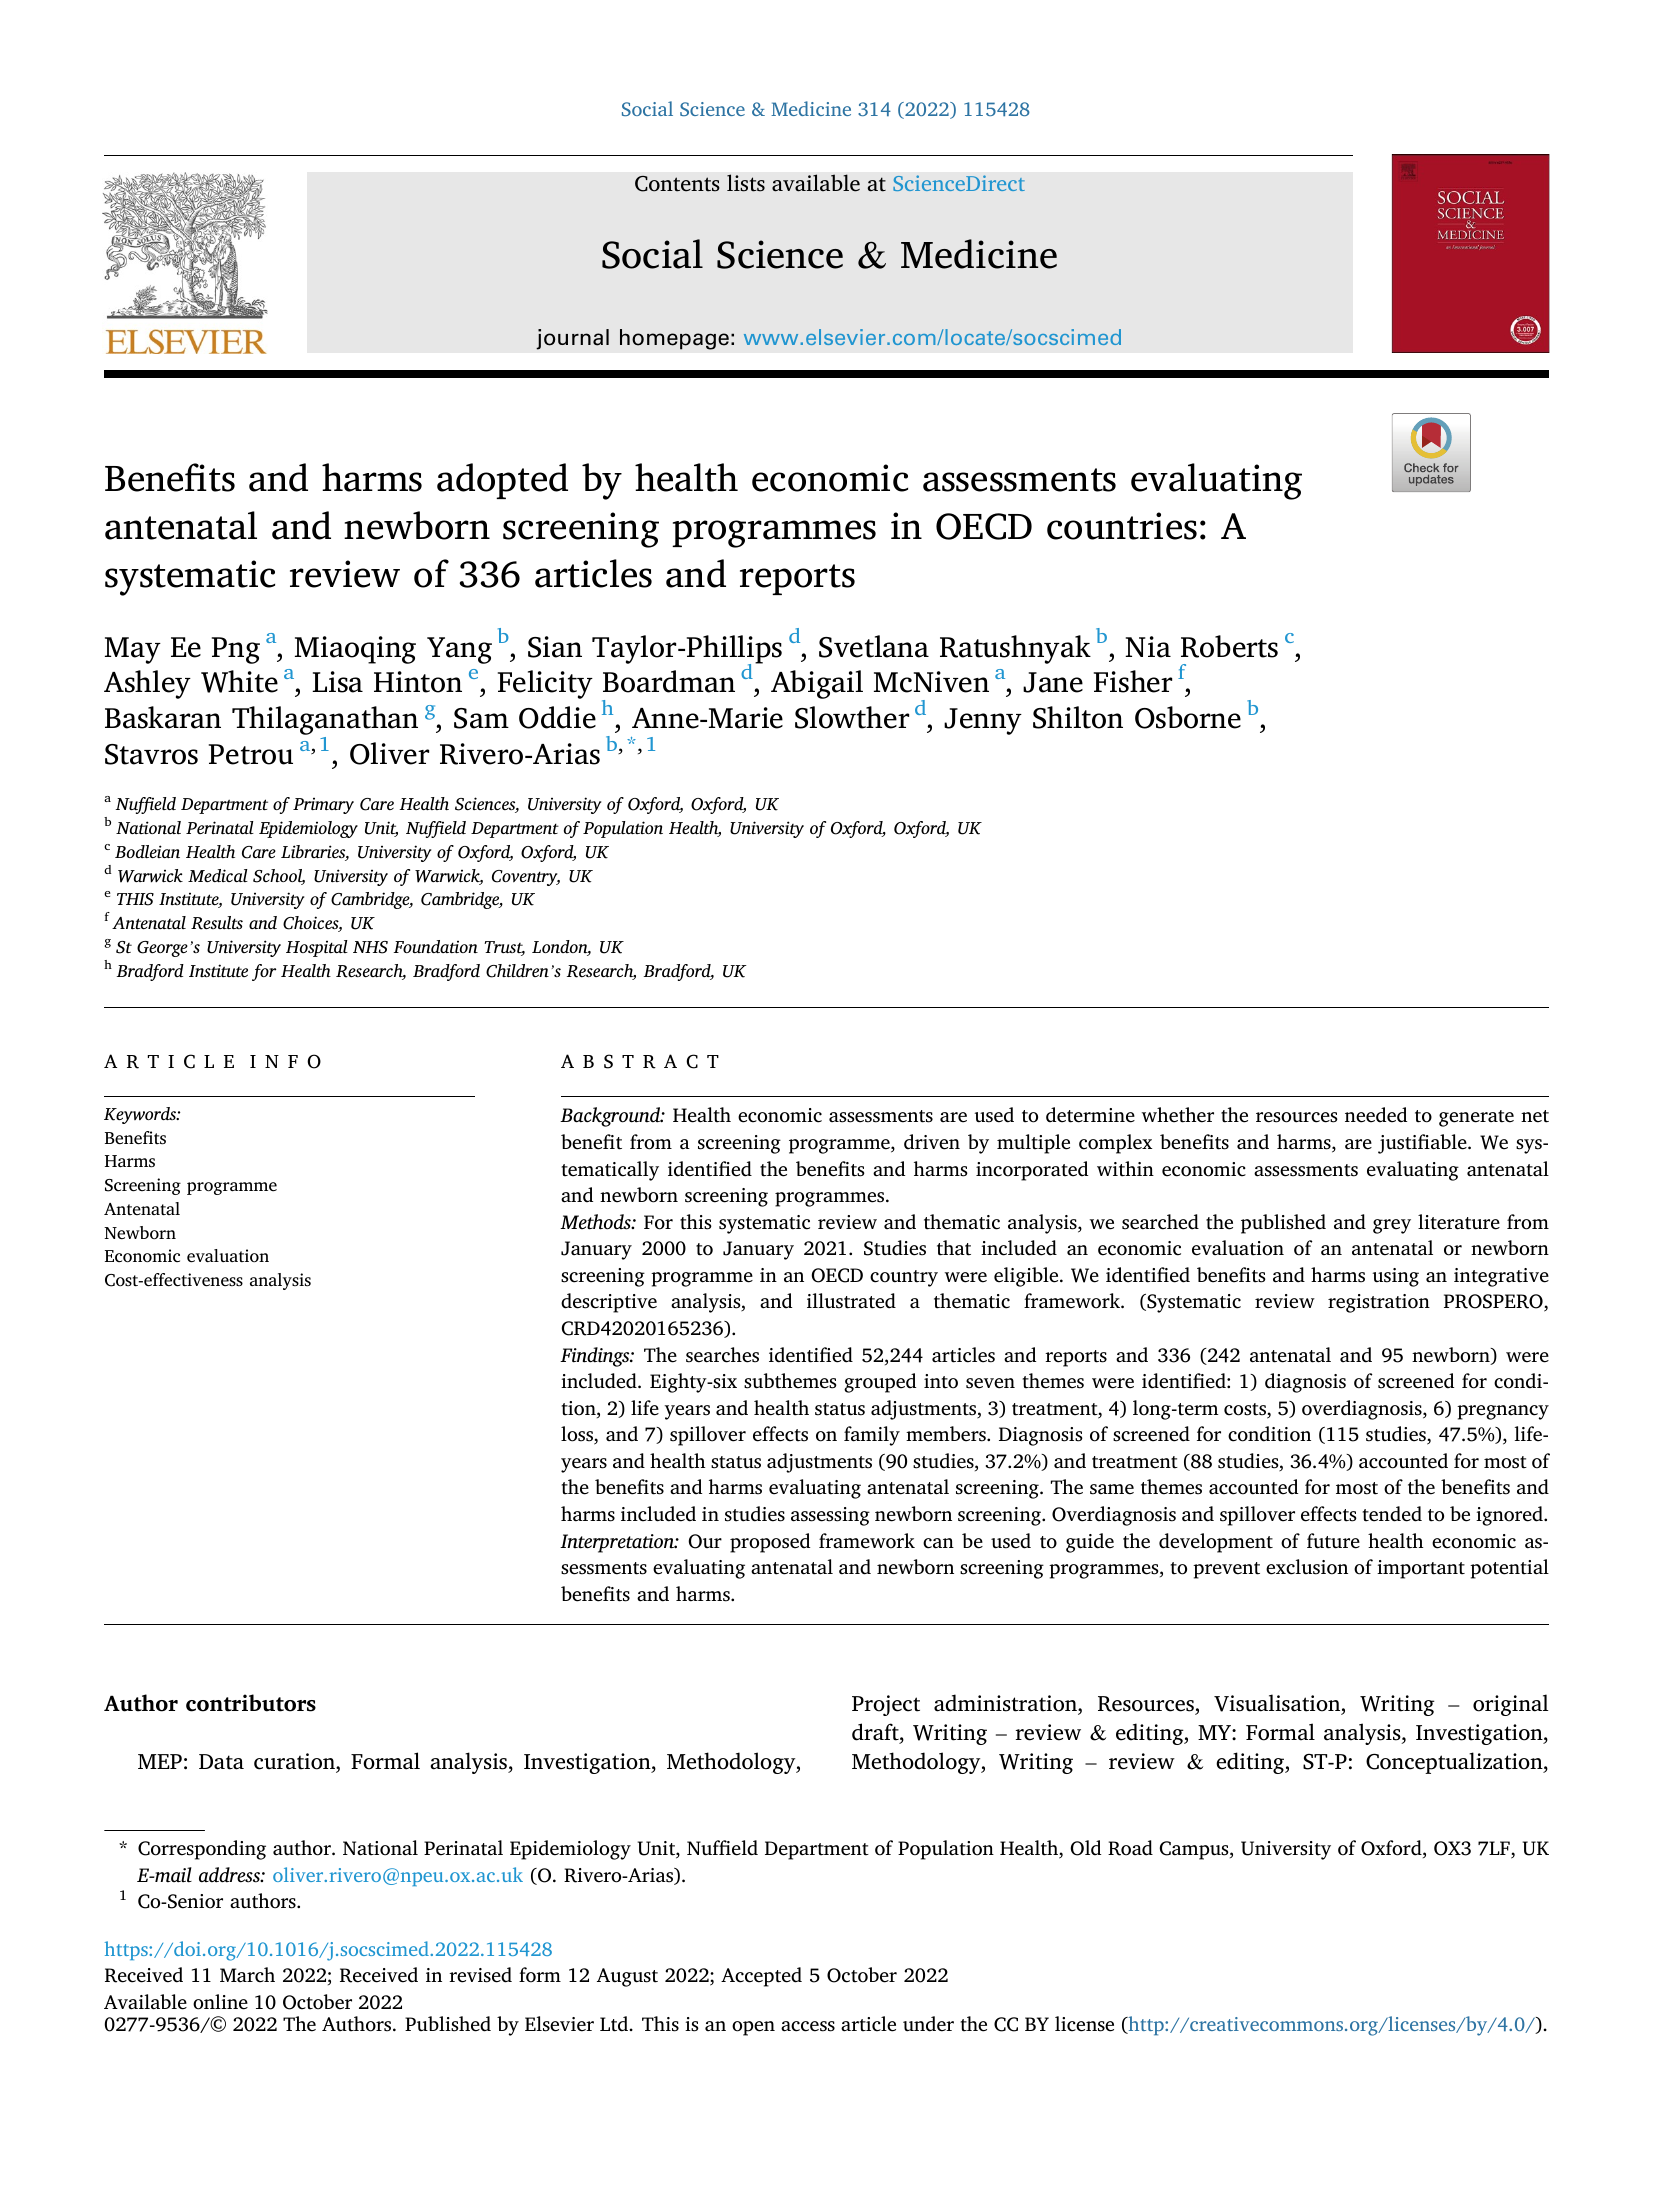 Social Science & Medicine 314 (2022) 115428
Contents lists available at ScienceDirect
Social Science & Medicine
journal homepage: www.elsevier.com/locate/socscimed
NON SOLUS
ELSEVIER
SOCIAL
SCIENCE
&
MEDICINE
an international journal
3.007
Check for
updates
Benefits and harms adopted by health economic assessments evaluating
antenatal and newborn screening programmes in OECD countries: A
systematic review of 336 articles and reports
May Ee Png a, Miaoqing Yang b, Sian Taylor-Phillips d, Svetlana Ratushnyak b, Nia Roberts c,
Ashley White a, Lisa Hinton e, Felicity Boardman d, Abigail McNiven a, Jane Fisher f,
Baskaran Thilaganathan g, Sam Oddie h, Anne-Marie Slowther d, Jenny Shilton Osborne b,
Stavros Petrou a,1, Oliver Rivero-Arias b,*,1
a Nuffield Department of Primary Care Health Sciences, University of Oxford, Oxford, UK
b National Perinatal Epidemiology Unit, Nuffield Department of Population Health, University of Oxford, Oxford, UK
c Bodleian Health Care Libraries, University of Oxford, Oxford, UK
d Warwick Medical School, University of Warwick, Coventry, UK
e THIS Institute, University of Cambridge, Cambridge, UK
f Antenatal Results and Choices, UK
g St George's University Hospital NHS Foundation Trust, London, UK
h Bradford Institute for Health Research, Bradford Children's Research, Bradford, UK
ARTICLE INFO
Keywords:
Benefits
Harms
Screening programme
Antenatal
Newborn
Economic evaluation
Cost-effectiveness analysis
ABSTRACT
Background: Health economic assessments are used to determine whether the resources needed to generate net
benefit from a screening programme, driven by multiple complex benefits and harms, are justifiable. We sys-
tematically identified the benefits and harms incorporated within economic assessments evaluating antenatal
and newborn screening programmes.
Methods: For this systematic review and thematic analysis, we searched the published and grey literature from
January 2000 to January 2021. Studies that included an economic evaluation of an antenatal or newborn
screening programme in an OECD country were eligible. We identified benefits and harms using an integrative
descriptive analysis, and illustrated a thematic framework. (Systematic review registration PROSPERO,
CRD42020165236).
Findings: The searches identified 52,244 articles and reports and 336 (242 antenatal and 95 newborn) were
included. Eighty-six subthemes grouped into seven themes were identified: 1) diagnosis of screened for condi-
tion, 2) life years and health status adjustments, 3) treatment, 4) long-term costs, 5) overdiagnosis, 6) pregnancy
loss, and 7) spillover effects on family members. Diagnosis of screened for condition (115 studies, 47.5%), life-
years and health status adjustments (90 studies, 37.2%) and treatment (88 studies, 36.4%) accounted for most of
the benefits and harms evaluating antenatal screening. The same themes accounted for most of the benefits and
harms included in studies assessing newborn screening. Overdiagnosis and spillover effects tended to be ignored.
Interpretation: Our proposed framework can be used to guide the development of future health economic as-
sessments evaluating antenatal and newborn screening programmes, to prevent exclusion of important potential
benefits and harms.
Author contributors
MEP: Data curation, Formal analysis, Investigation, Methodology,
Project administration, Resources, Visualisation, Writing – original
draft, Writing – review & editing, MY: Formal analysis, Investigation,
Methodology, Writing – review & editing, ST-P: Conceptualization,
* Corresponding author. National Perinatal Epidemiology Unit, Nuffield Department of Population Health, Old Road Campus, University of Oxford, OX3 7LF, UK
E-mail address: oliver.rivero@npeu.ox.ac.uk (O. Rivero-Arias).
1 Co-Senior authors.
https://doi.org/10.1016/j.socscimed.2022.115428
Received 11 March 2022; Received in revised form 12 August 2022; Accepted 5 October 2022
Available online 10 October 2022
0277-9536/© 2022 The Authors. Published by Elsevier Ltd. This is an open access article under the CC BY license (http://creativecommons.org/licenses/by/4.0/).